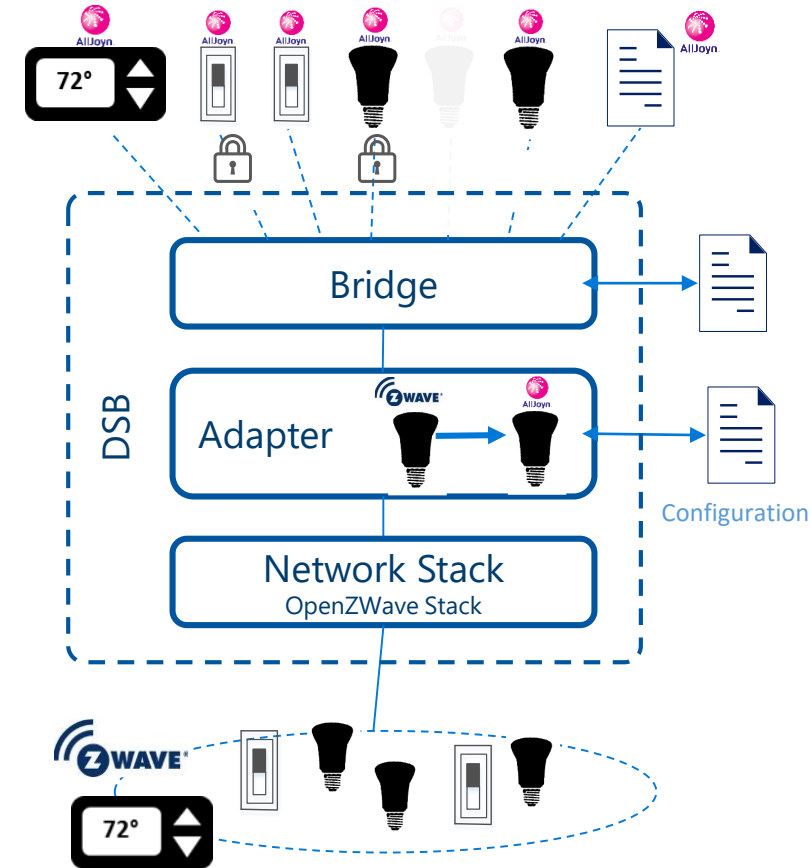 AllJoyn.
AllJoyn.
AllJoyn.
AllJoyn.
AllJoyn.
AllJoyn.
72°
Bridge
DSB
ZWAVE
AllJoyn.
Adapter
Configuration
Network Stack
OpenZWave Stack
ZWAVE
72°